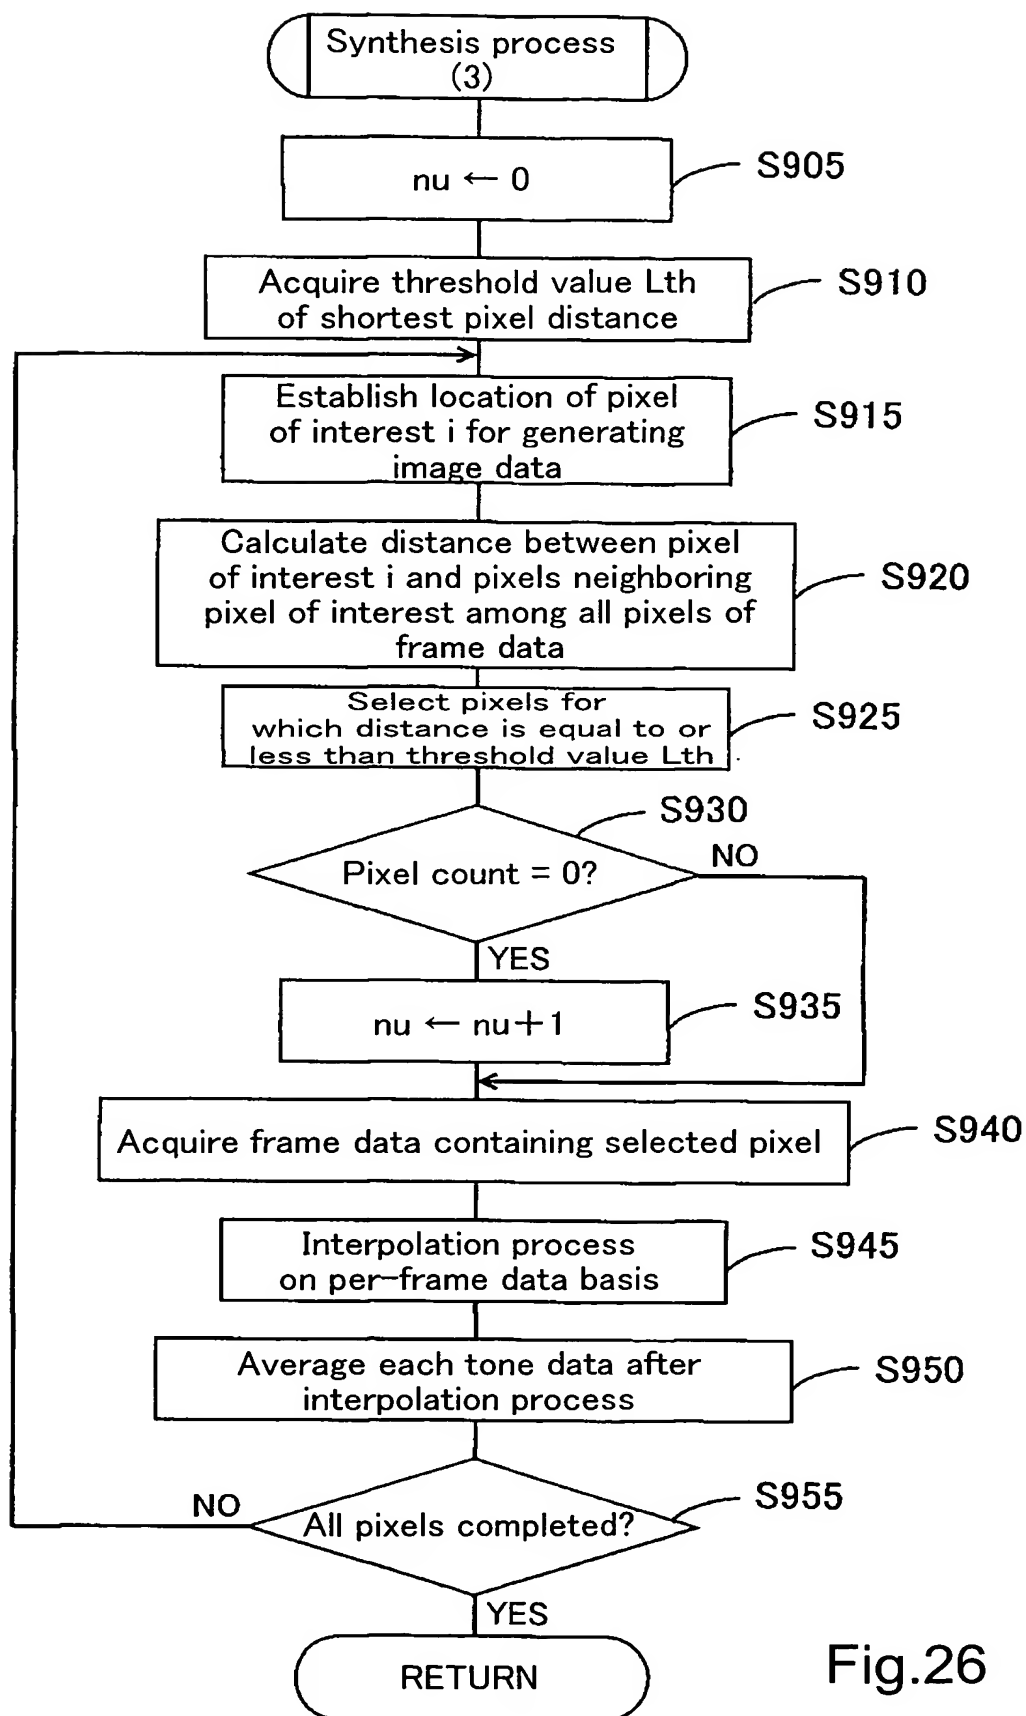 Synthesis process
(3)
nu ← 0
S905
Acquire threshold value Lth
of shortest pixel distance
S910
Establish location of pixel
of interest i for generating
image data
S915
Calculate distance between pixel
of interest i and pixels neighboring
pixel of interest among all pixels of
frame data
S920
Select pixels for
which distance is equal to or
less than threshold value Lth
S925
S930
Pixel count = 0?
NO
YES
nu ← nu+1
S935
Acquire frame data containing selected pixel
S940
Interpolation process
on per-frame data basis
S945
Average each tone data after
interpolation process
S950
S955
NO
All pixels completed?
YES
RETURN
Fig.26